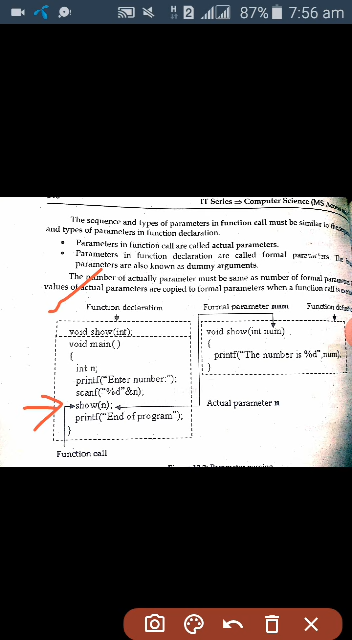 H 2 87% 7:56 am
IT Series ⇒ Computer Science (MS
The sequence and types of parameters in function call must be similar to
and types of parameters in function declaration.
• Parameters in function call are called actual parameters.
• Parameters in function declaration are called formal parameters. The
parameters are also known as dummy arguments.
The number of actually parameter must be same as number of formal
values of actual parameters are copied to formal parameters when a function call is
Function declaration
void show(int);
void main()
{
int n;
printf("Enter number:");
scanf("%d"&n);
show(n);
printf("End of program");
}
Function call
Formal parameter num
Function
void show(int num)
{
printf("The number is %d",num);
}
Actual parameter n